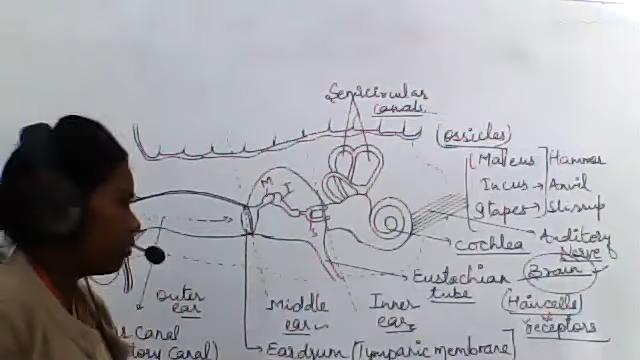 Semicircular
canals
(ossicles)
Maleus Hammer
Incus → Anvil
Stapes → Stirrup
M I
S
Auditory
Nerve
Cochlea
Brain
Eustachian
tube
Outer
ear
Middle
ear
Inner
ear
(Haircells)
receptors
Canal
tory Canal)
Eardrum (Tympanic membrane)